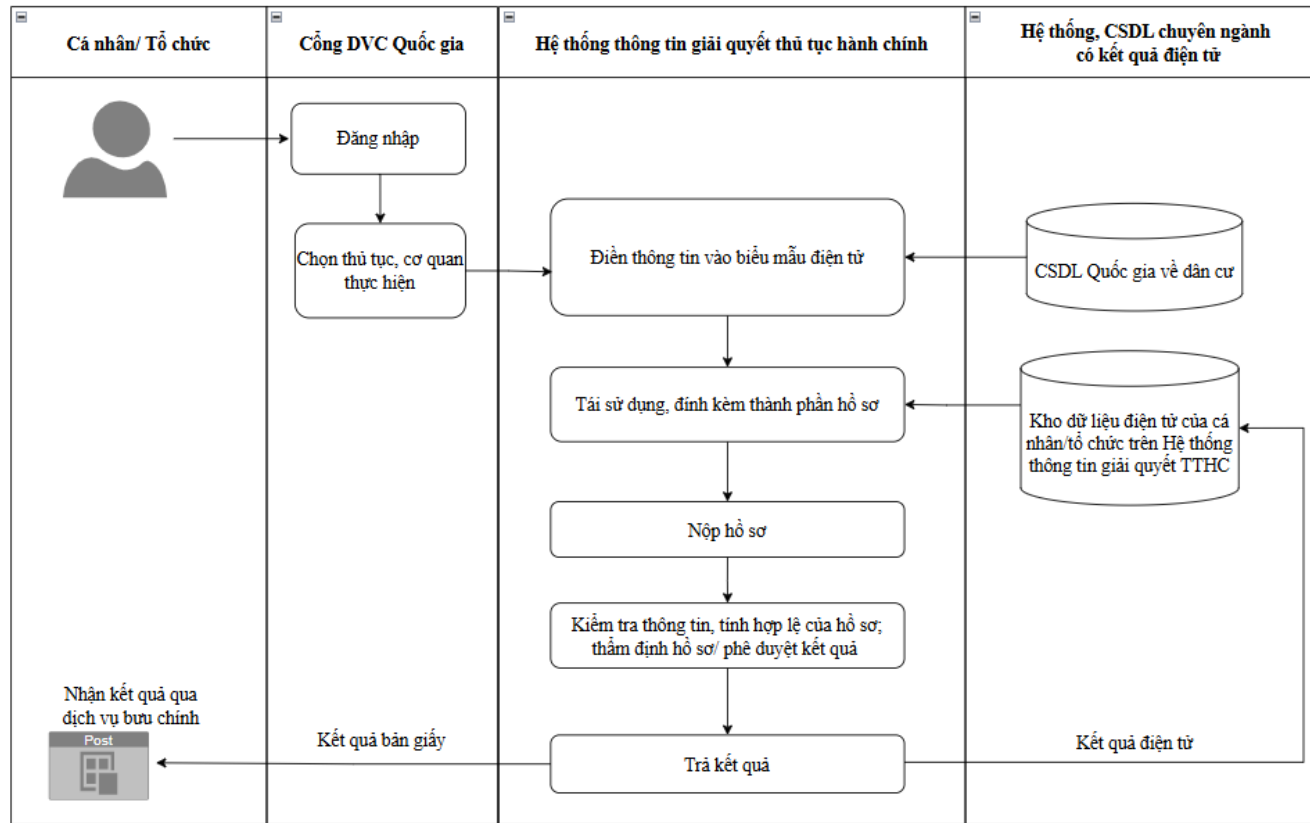 Cá nhân/ Tổ chức
Cổng DVC Quốc gia
Hệ thống thông tin giải quyết thủ tục hành chính
Hệ thống, CSDL chuyên ngành
có kết quả điện tử
Đăng nhập
Chọn thủ tục, cơ quan
thực hiện
Điền thông tin vào biểu mẫu điện tử
CSDL Quốc gia về dân cư
Tái sử dụng, đính kèm thành phần hồ sơ
Kho dữ liệu điện tử của cá
nhân/tổ chức trên Hệ thống
thông tin giải quyết TTHC
Nộp hồ sơ
Kiểm tra thông tin, tính hợp lệ của hồ sơ;
thẩm định hồ sơ/ phê duyệt kết quả
Nhận kết quả qua
dịch vụ bưu chính
Post
Kết quả bản giấy
Trả kết quả
Kết quả điện tử